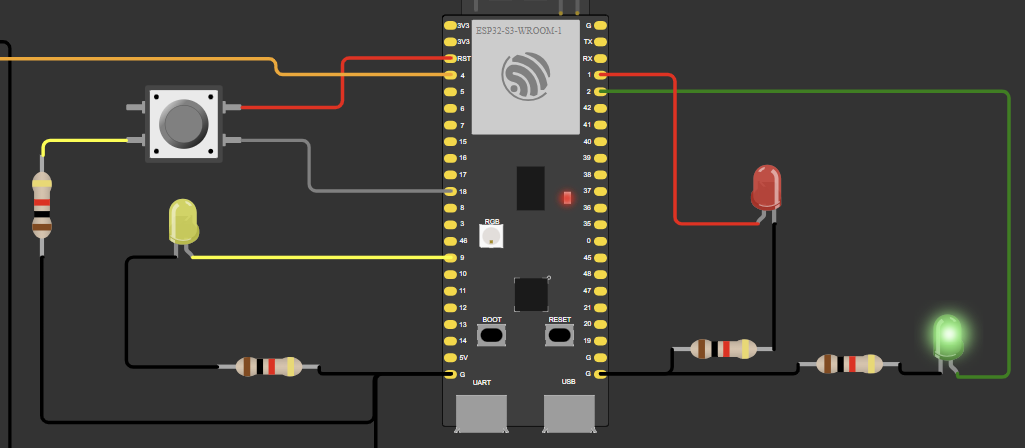 ESP32-S3-WROOM-1
3V3
3V3
RST
4
5
6
7
15
16
17
18
8
3
46
9
10
11
12
13
14
5V
G
G
TX
RX
1
2
42
41
40
39
38
37
36
35
0
45
48
47
21
20
19
G
G
RGB
BOOT
RESET
UART
USB